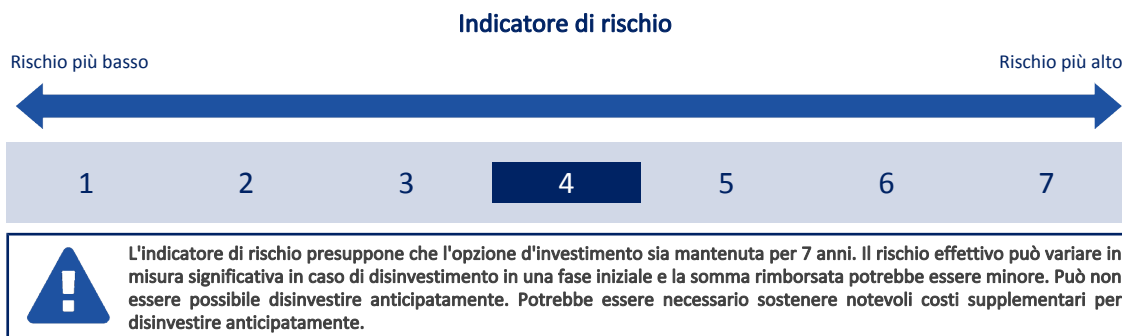 Indicatore di rischio
Rischio più basso
Rischio più alto
1 2 3 4 5 6 7
L'indicatore di rischio presuppone che l'opzione d'investimento sia mantenuta per 7 anni. Il rischio effettivo può variare in
misura significativa in caso di disinvestimento in una fase iniziale e la somma rimborsata potrebbe essere minore. Può non
essere possibile disinvestire anticipatamente. Potrebbe essere necessario sostenere notevoli costi supplementari per
disinvestire anticipatamente.